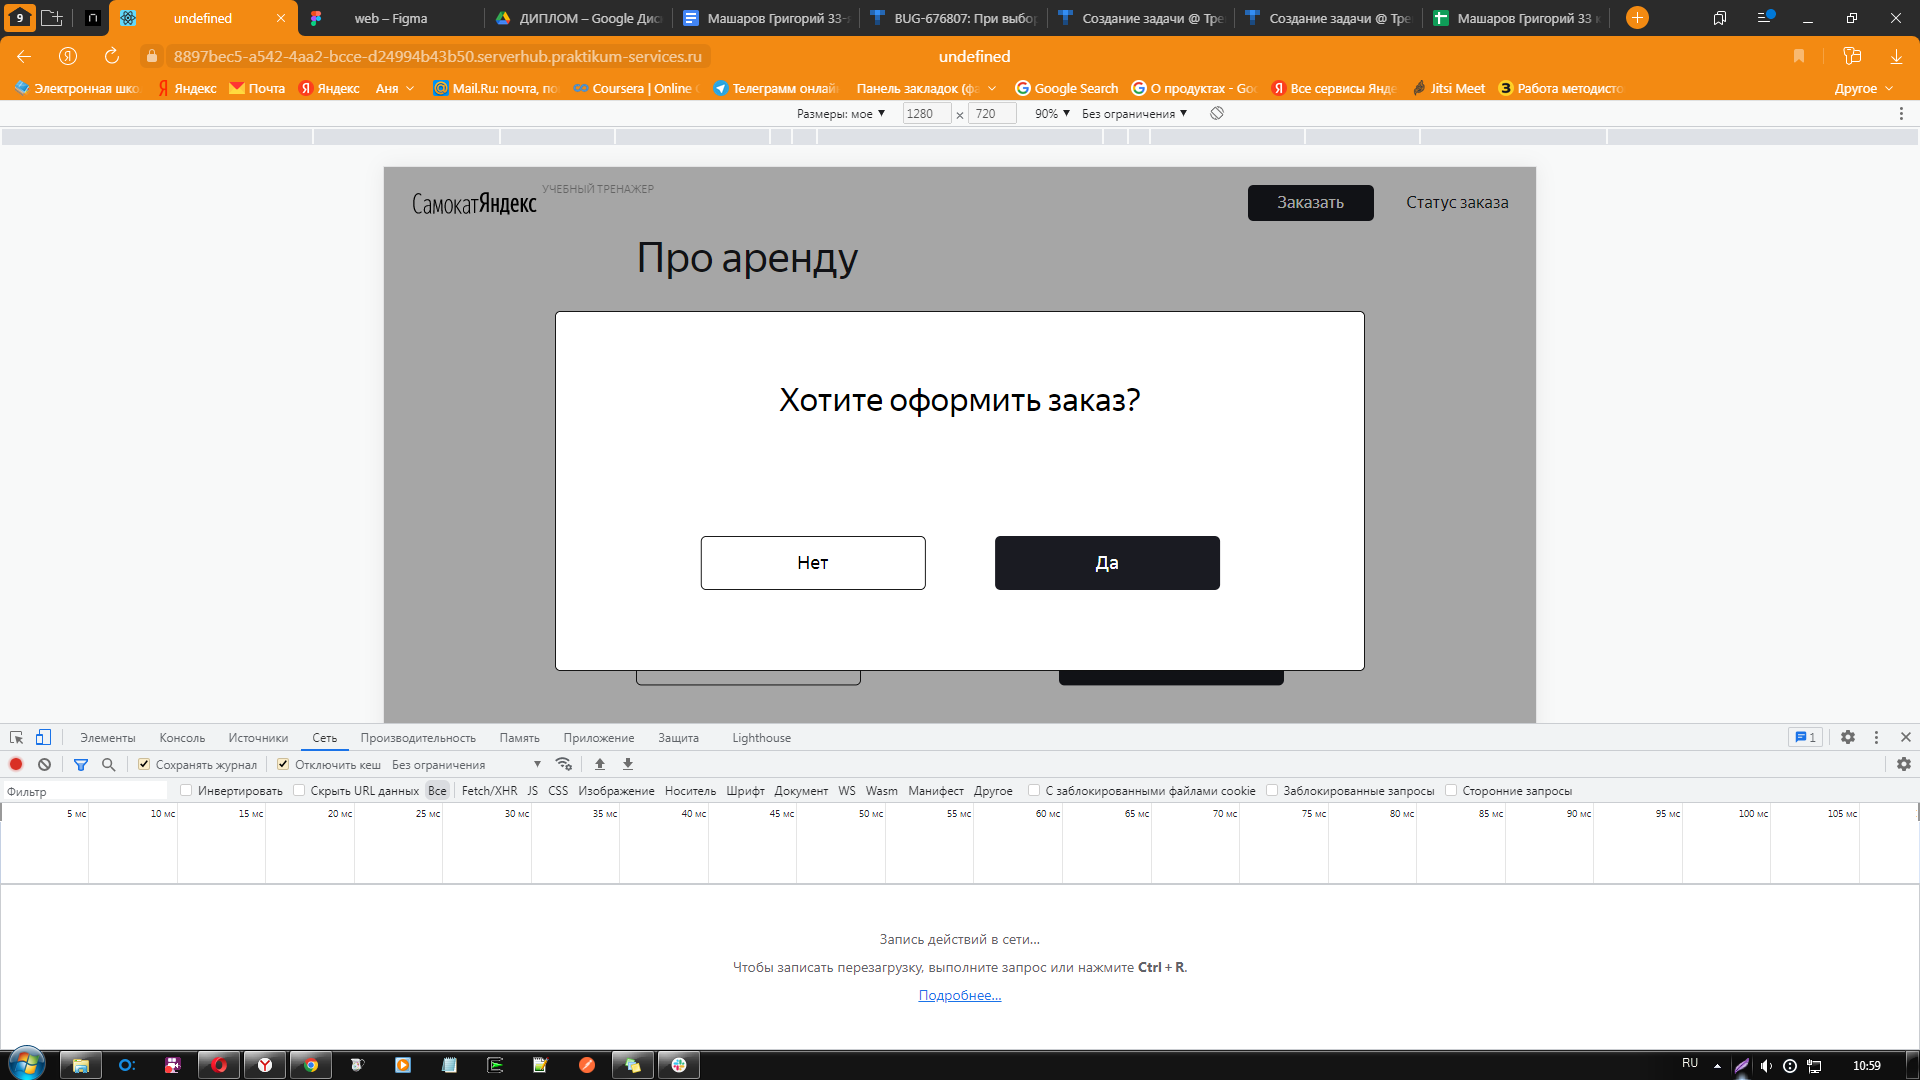 9
undefined
web – Figma
ДИПЛОМ – Google Дис
Машаров Григорий 33-я
BUG-676807: При выбор
Создание задачи @ Тре
Создание задачи @ Тре
Машаров Григорий 33 к
8897bec5-a542-4aa2-bcce-d24994b43b50.serverhub.praktikum-services.ru
undefined
Электронная шко
Яндекс
Почта
Яндекс
Аня
Mail.Ru: почта, по
Coursera | Online
Телеграмм онлай
Панель закладок (фа
Google Search
О продуктах - Goo
Все сервисы Янде
Jitsi Meet
Работа методисто
Другое
Размеры: мое
1280 × 720
90%
Без ограничения
СамокатЯндекс
УЧЕБНЫЙ ТРЕНАЖЕР
Заказать
Статус заказа
Про аренду
Хотите оформить заказ?
Нет
Да
Элементы
Консоль
Источники
Сеть
Производительность
Память
Приложение
Защита
Lighthouse
1
Сохранять журнал
Отключить кеш
Без ограничения
Фильтр
Инвертировать
Скрыть URL данных
Все
Fetch/XHR
JS
CSS
Изображение
Носитель
Шрифт
Документ
WS
Wasm
Манифест
Другое
С заблокированными файлами cookie
Заблокированные запросы
Сторонние запросы
5 мс
10 мс
15 мс
20 мс
25 мс
30 мс
35 мс
40 мс
45 мс
50 мс
55 мс
60 мс
65 мс
70 мс
75 мс
80 мс
85 мс
90 мс
95 мс
100 мс
105 мс
Запись действий в сети...
Чтобы записать перезагрузку, выполните запрос или нажмите Ctrl + R.
Подробнее...
RU
10:59